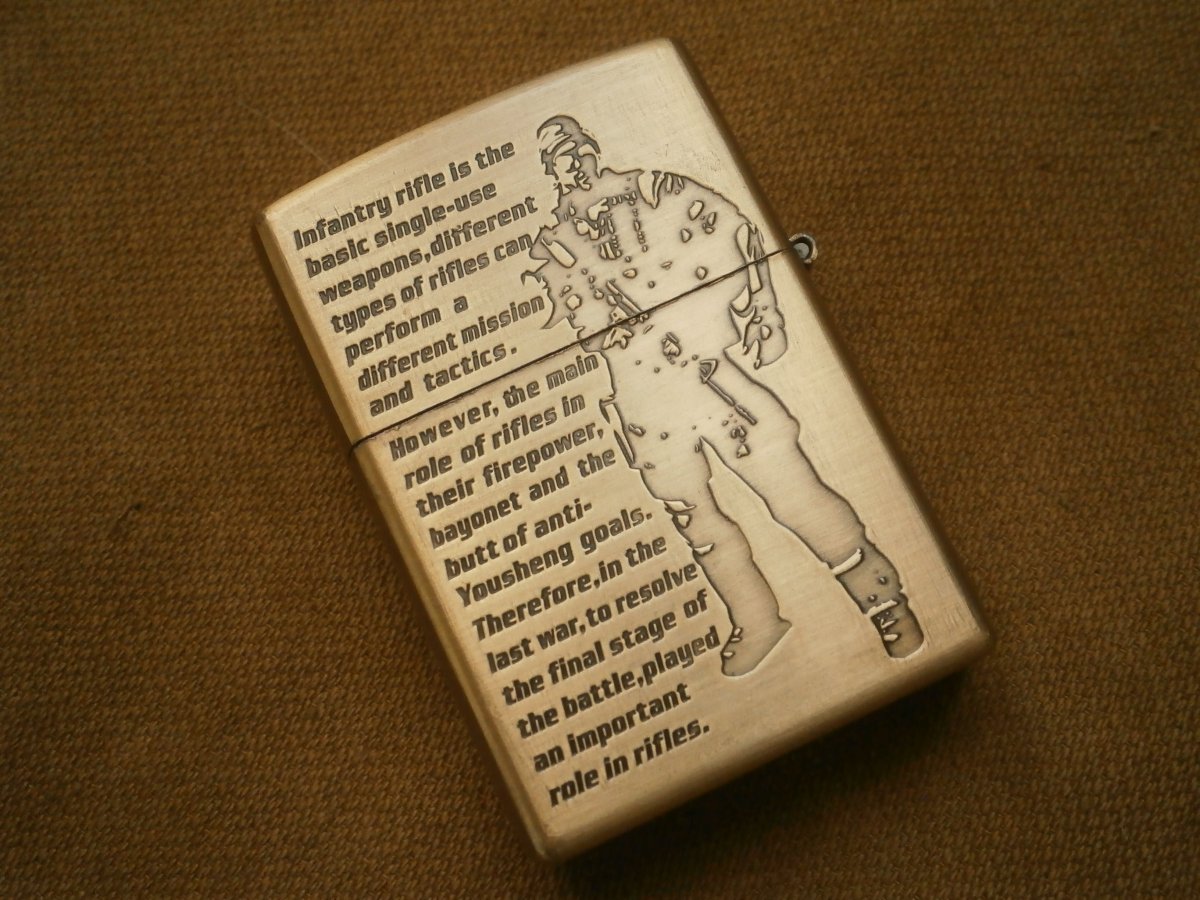 Infantry rifle is the
basic single-use
weapons,different
types of rifles can
perform a
different mission
and tactics.
However, the main
role of rifles in
their firepower,
bayonet and the
butt of anti-
Yousheng goals.
Therefore,in the
last war,to resolve
the final stage of
the battle,played
an important
role in rifles.